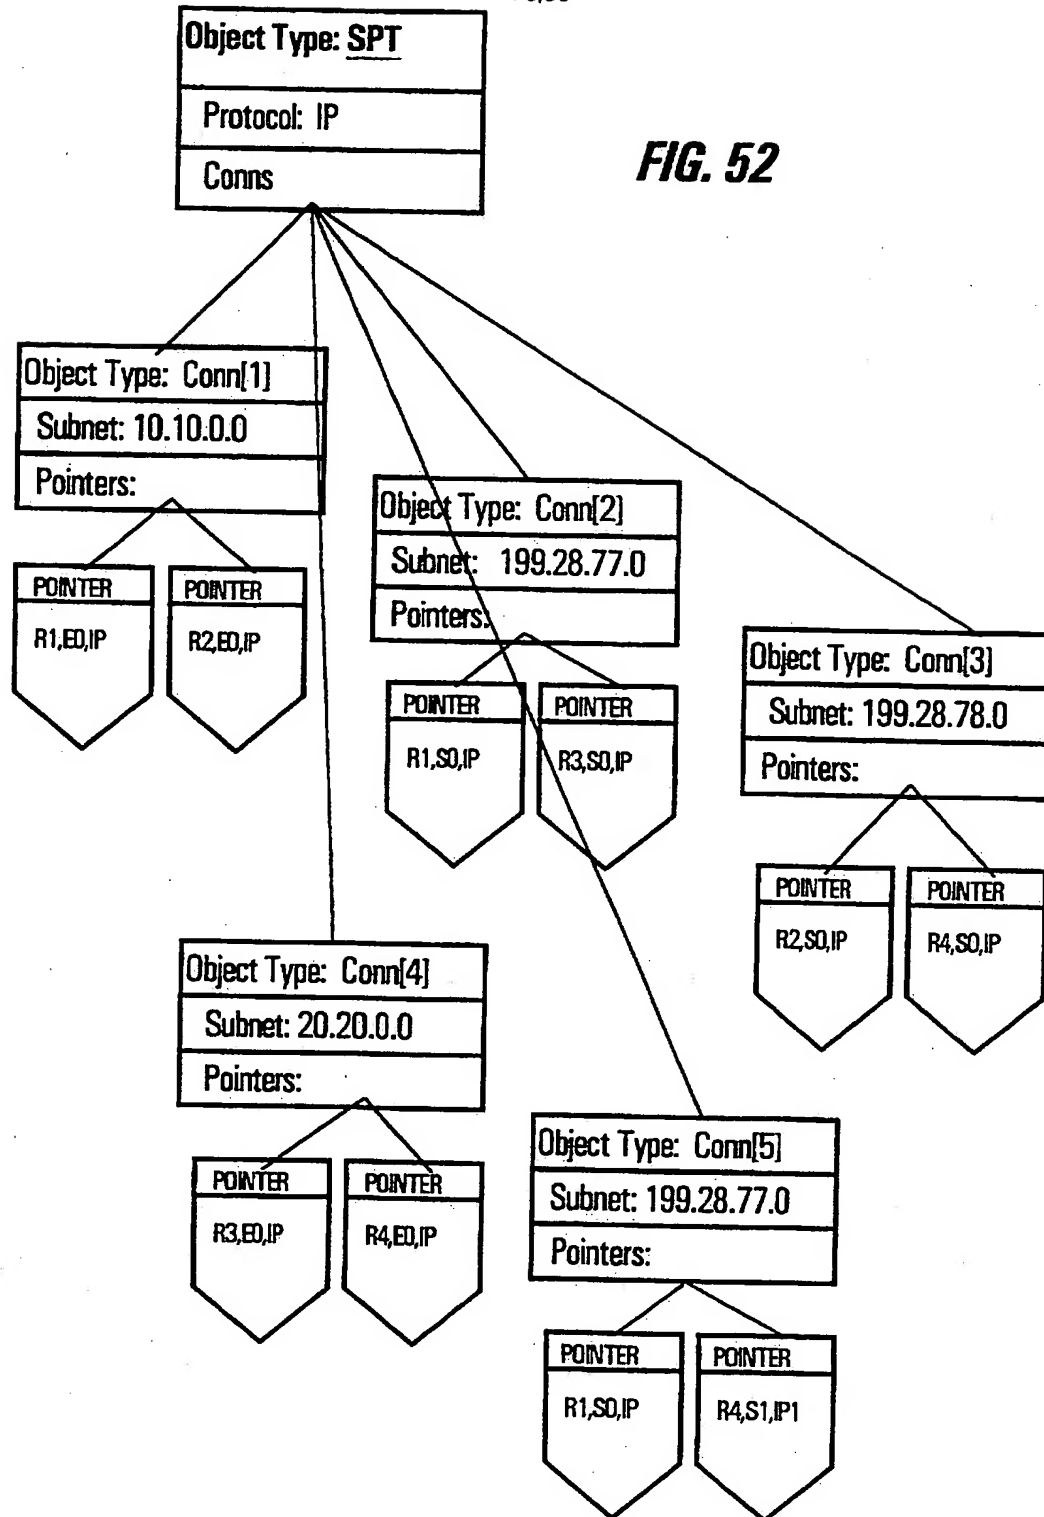 Object Type: SPT
Protocol: IP
Conns
FIG. 52
Object Type: Conn[1]
Subnet: 10.10.0.0
Pointers:
POINTER
R1,E0,IP
POINTER
R2,E0,IP
Object Type: Conn[2]
Subnet: 199.28.77.0
Pointers:
POINTER
R1,S0,IP
POINTER
R3,S0,IP
Object Type: Conn[3]
Subnet: 199.28.78.0
Pointers:
POINTER
R2,S0,IP
POINTER
R4,S0,IP
Object Type: Conn[4]
Subnet: 20.20.0.0
Pointers:
POINTER
R3,E0,IP
POINTER
R4,E0,IP
Object Type: Conn[5]
Subnet: 199.28.77.0
Pointers:
POINTER
R1,S0,IP
POINTER
R4,S1,IP1